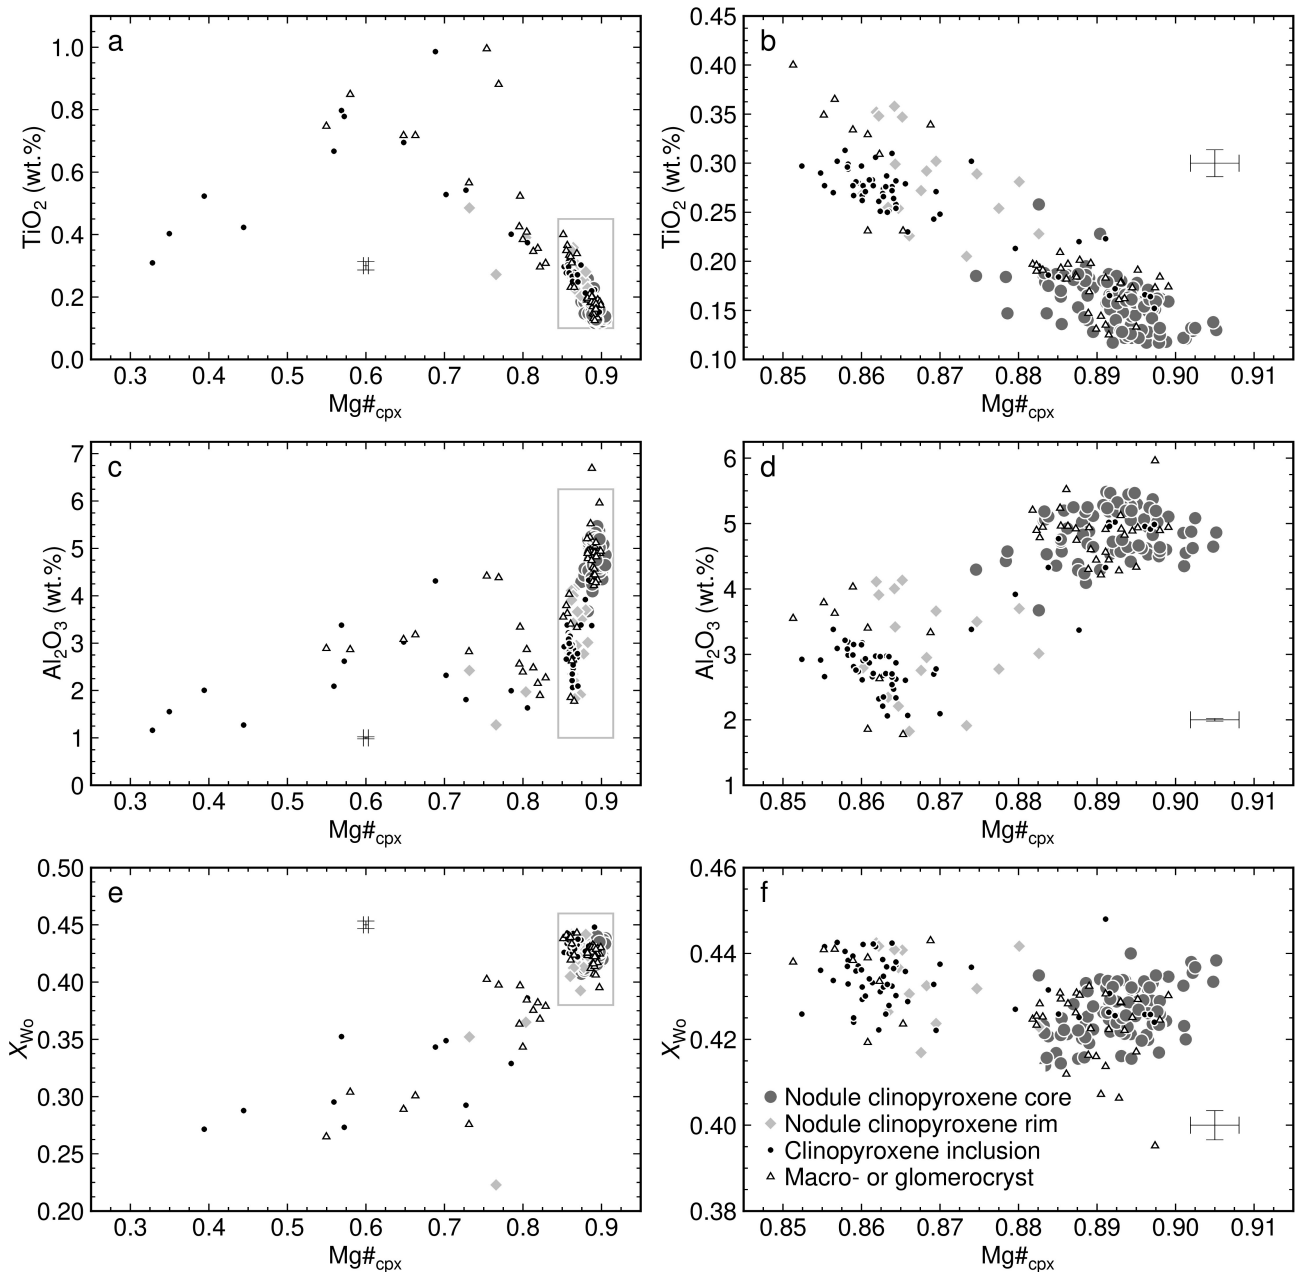 a
1.0
0.8
0.6
0.4
0.2
0.0
TiO2 (wt.%)
0.3 0.4 0.5 0.6 0.7 0.8 0.9
Mg#cpx
b
0.45
0.40
0.35
0.30
0.25
0.20
0.15
0.10
TiO2 (wt.%)
0.85 0.86 0.87 0.88 0.89 0.90 0.91
Mg#cpx
c
7
6
5
4
3
2
1
0
Al2O3 (wt.%)
0.3 0.4 0.5 0.6 0.7 0.8 0.9
Mg#cpx
d
6
5
4
3
2
1
Al2O3 (wt.%)
0.85 0.86 0.87 0.88 0.89 0.90 0.91
Mg#cpx
e
0.50
0.45
0.40
0.35
0.30
0.25
0.20
XWo
0.3 0.4 0.5 0.6 0.7 0.8 0.9
Mg#cpx
f
0.46
0.44
0.42
0.40
0.38
XWo
Nodule clinopyroxene core
Nodule clinopyroxene rim
Clinopyroxene inclusion
Macro- or glomerocryst
0.85 0.86 0.87 0.88 0.89 0.90 0.91
Mg#cpx